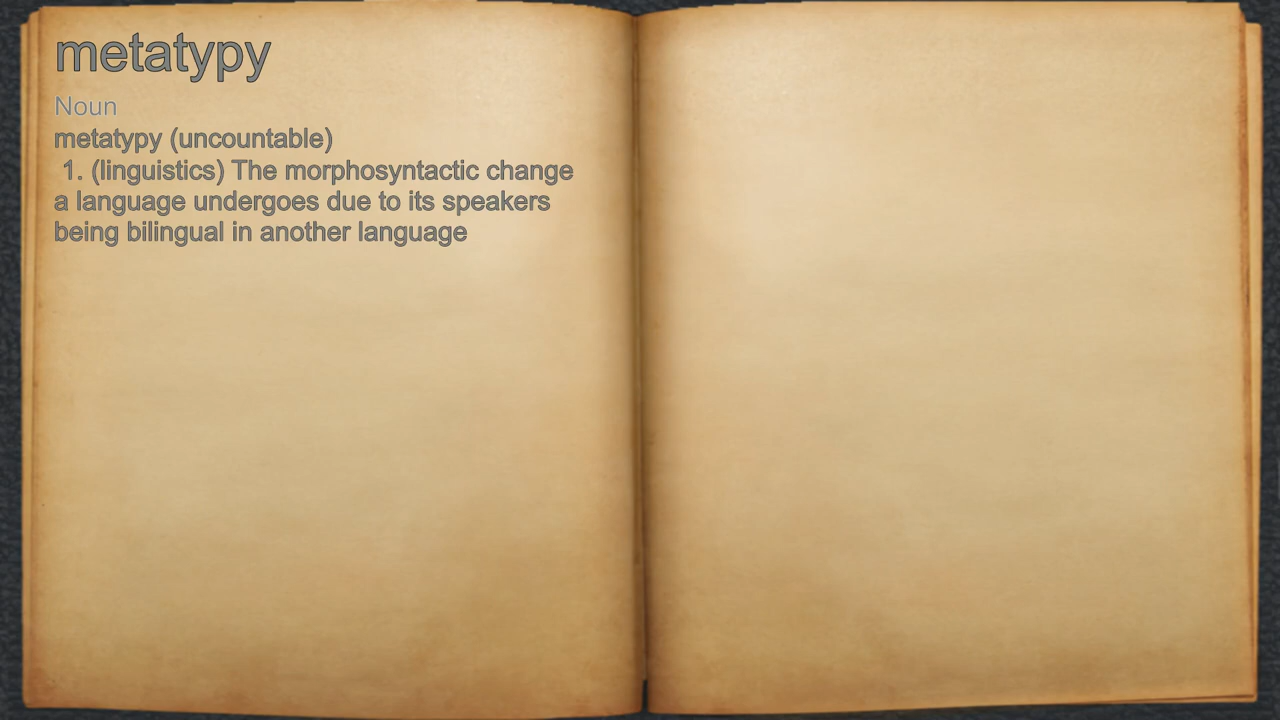 metatypy
Noun
metatypy (uncountable)
1. (linguistics) The morphosyntactic change
a language undergoes due to its speakers
being bilingual in another language